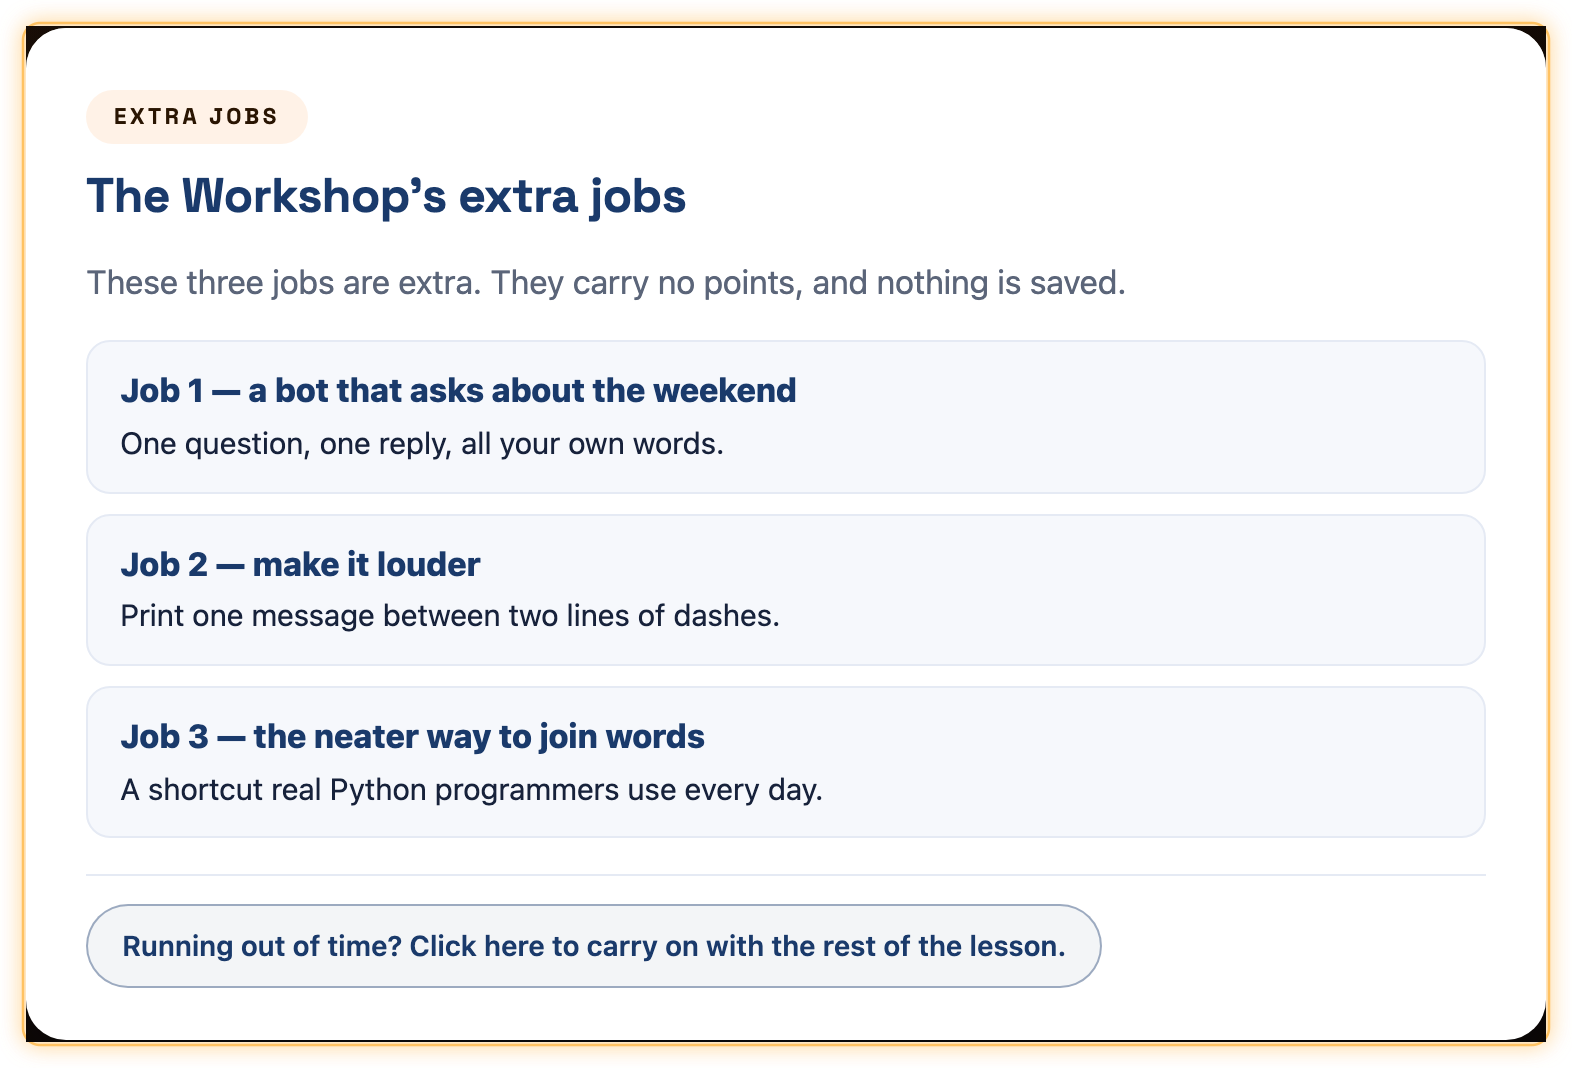 EXTRA JOBS
The Workshop’s extra jobs
These three jobs are extra. They carry no points, and nothing is saved.
Job 1 — a bot that asks about the weekend
One question, one reply, all your own words.
Job 2 — make it louder
Print one message between two lines of dashes.
Job 3 — the neater way to join words
A shortcut real Python programmers use every day.
Running out of time? Click here to carry on with the rest of the lesson.